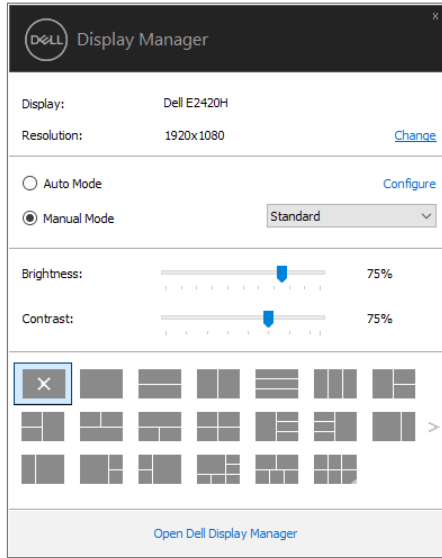 x
DELL Display Manager
Display: Dell E2420H
Resolution: 1920x1080 Change
Auto Mode Configure
Manual Mode Standard
Brightness: 75%
Contrast: 75%
Open Dell Display Manager